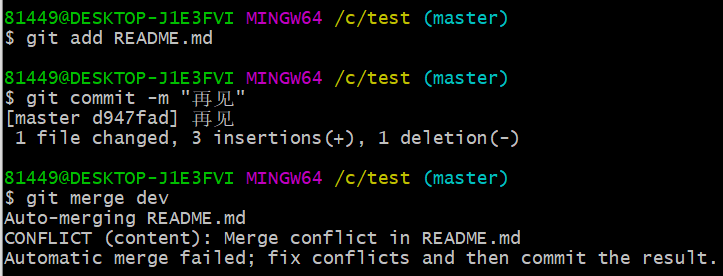 81449@DESKTOP-J1E3FVI MINGW64 /c/test (master)
$ git add README.md
81449@DESKTOP-J1E3FVI MINGW64 /c/test (master)
$ git commit -m "再见"
[master d947fad] 再见
 1 file changed, 3 insertions(+), 1 deletion(-)
81449@DESKTOP-J1E3FVI MINGW64 /c/test (master)
$ git merge dev
Auto-merging README.md
CONFLICT (content): Merge conflict in README.md
Automatic merge failed; fix conflicts and then commit the result.